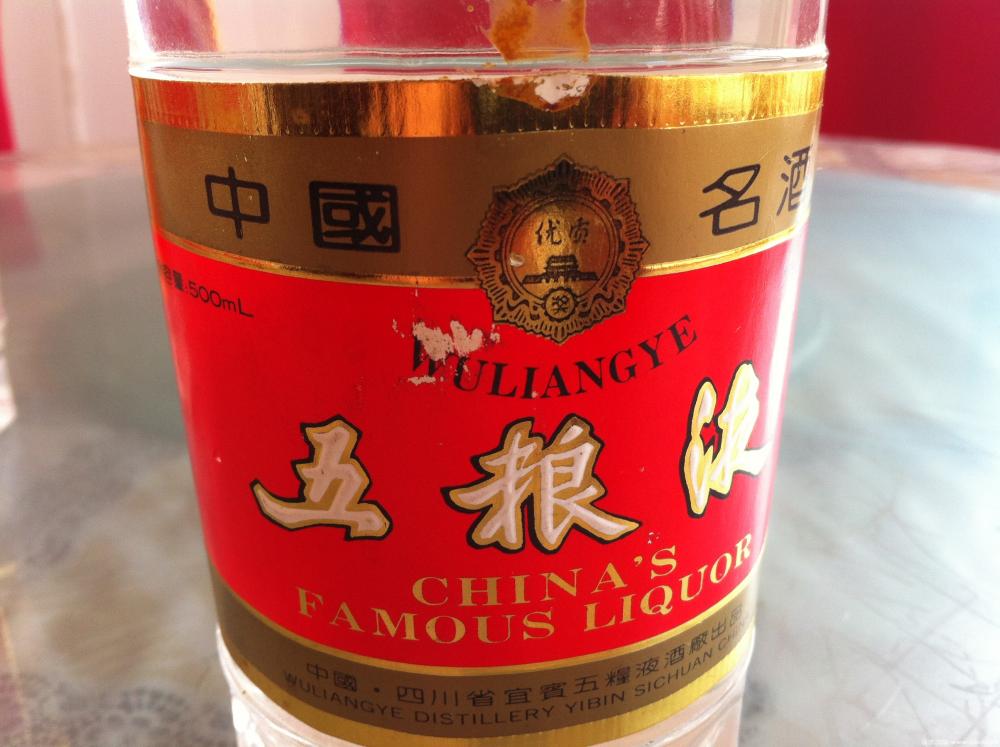 中國 名酒
优质
奖
容量:500mL
WULIANGYE
五粮液
CHINA'S
FAMOUS LIQUOR
中國·四川省宜賓五糧液酒廠出品
WULIANGYE DISTILLERY YIBIN SICHUAN